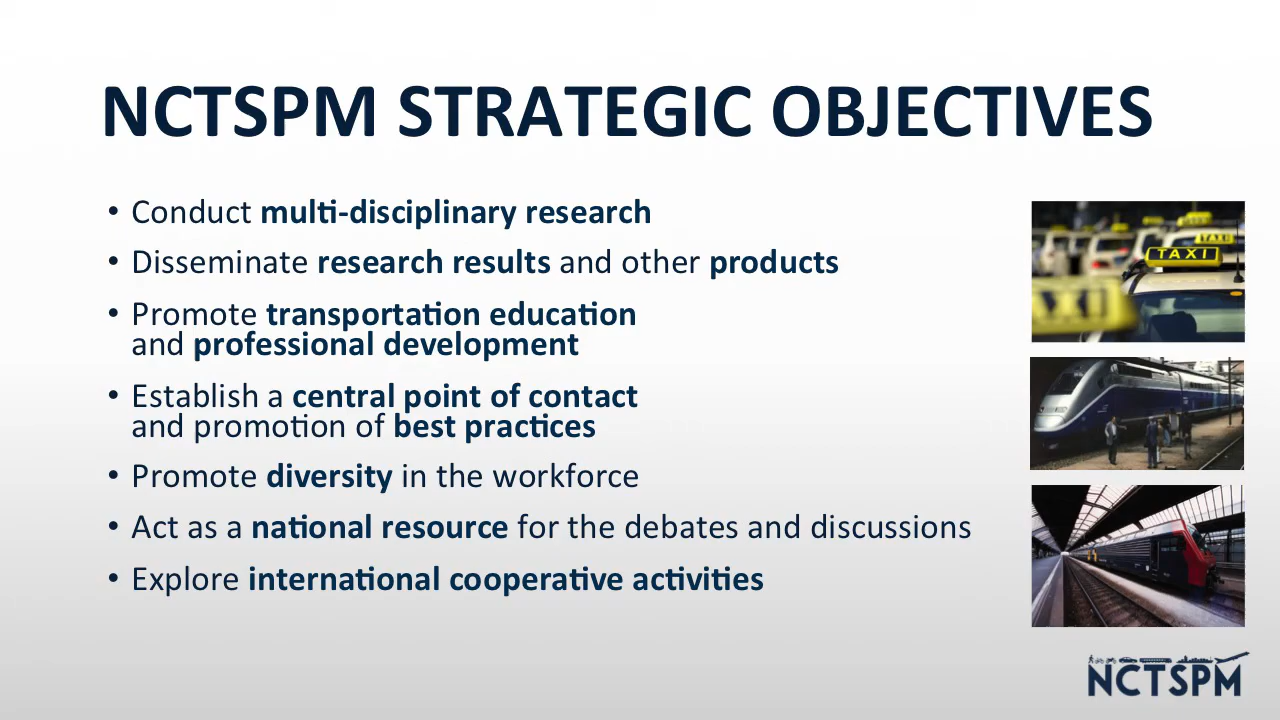 NCTSPM STRATEGIC OBJECTIVES
• Conduct multi-disciplinary research
• Disseminate research results and other products
• Promote transportation education
and professional development
• Establish a central point of contact
and promotion of best practices
• Promote diversity in the workforce
• Act as a national resource for the debates and discussions
• Explore international cooperative activities
TAXI
TAXI
TAXI
NCTSPM